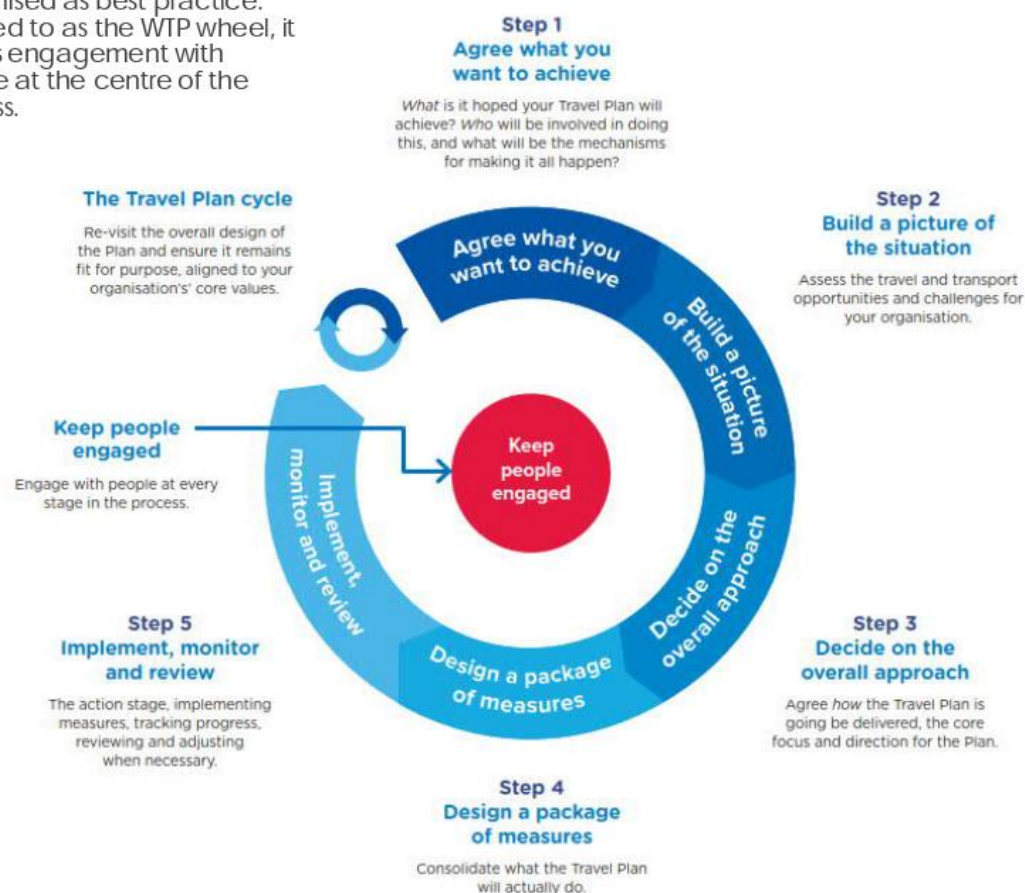 nised as best practice.
ed to as the WTP wheel, it
s engagement with
e at the centre of the
ss.
Step 1
Agree what you
want to achieve
What is it hoped your Travel Plan will
achieve? Who will be involved in doing
this, and what will be the mechanisms
for making it all happen?
The Travel Plan cycle
Re-visit the overall design of
the Plan and ensure it remains
fit for purpose, aligned to your
organisation's' core values.
Step 2
Build a picture of
the situation
Assess the travel and transport
opportunities and challenges for
your organisation.
Agree what you
want to achieve
Build a picture
of the situation
Keep people
engaged
Engage with people at every
stage in the process.
Keep
people
engaged
Implement,
monitor and review
Decide on the
overall approach
Design a package
of measures
Step 5
Implement, monitor
and review
The action stage, implementing
measures, tracking progress,
reviewing and adjusting
when necessary.
Step 3
Decide on the
overall approach
Agree how the Travel Plan is
going be delivered, the core
focus and direction for the Plan.
Step 4
Design a package
of measures
Consolidate what the Travel Plan
will actually do.